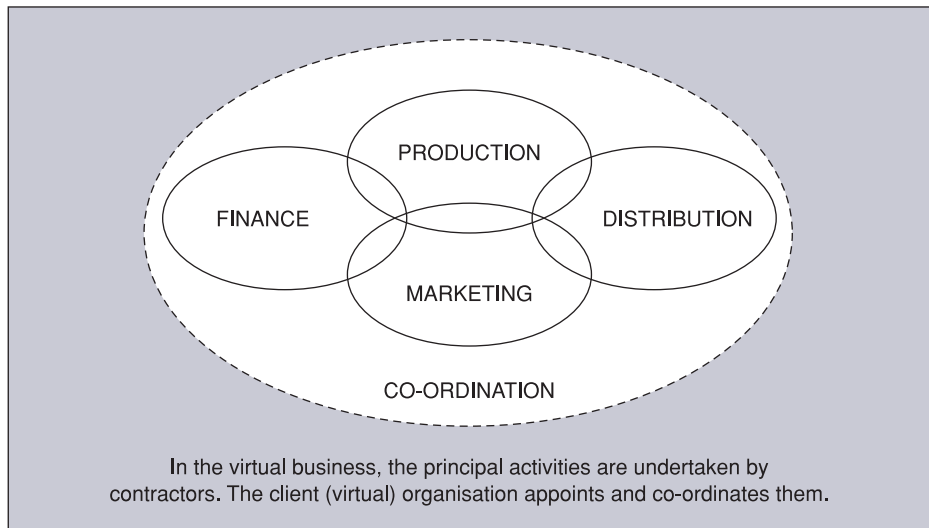 PRODUCTION
FINANCE
DISTRIBUTION
MARKETING
CO-ORDINATION
In the virtual business, the principal activities are undertaken by
contractors. The client (virtual) organisation appoints and co-ordinates them.